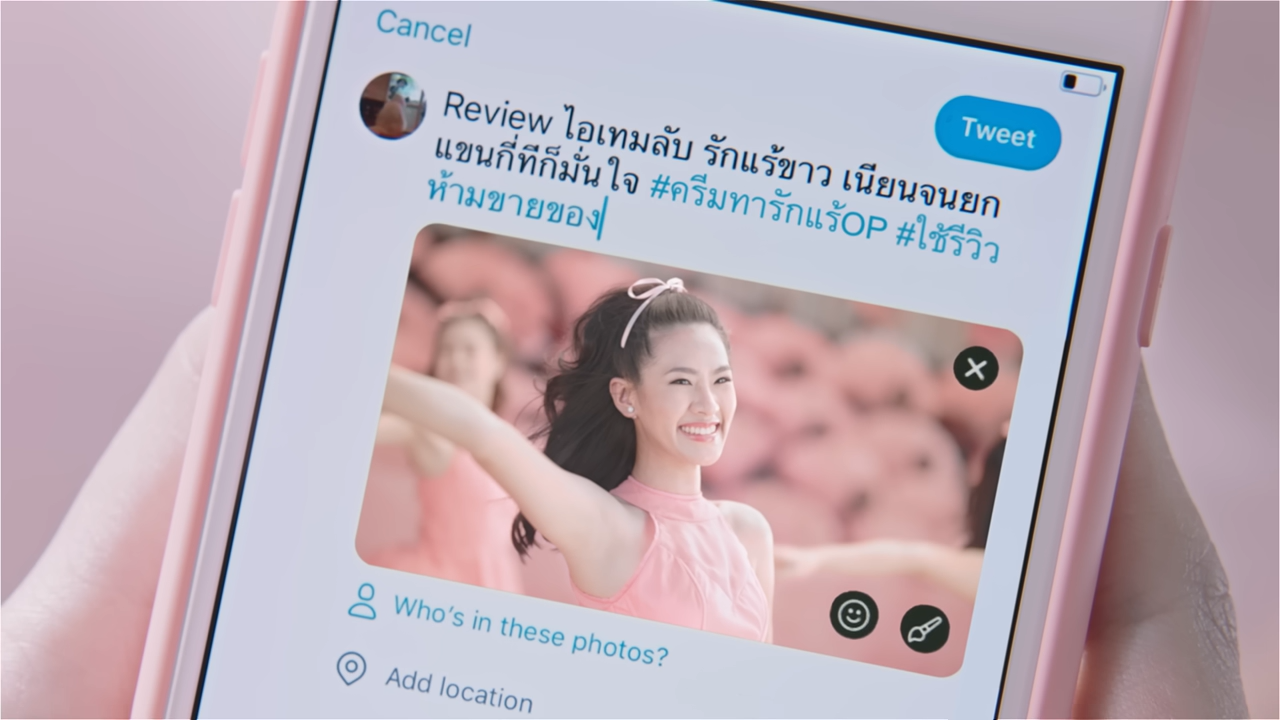 Cancel
Tweet
Review ไอเทมลับ รักแร้ขาว เนียนจนยก
แขนกี่ทีก็มั่นใจ #ครีมทารักแร้OP #ใช้รีวิว
ห้ามขายของ
Who's in these photos?
Add location